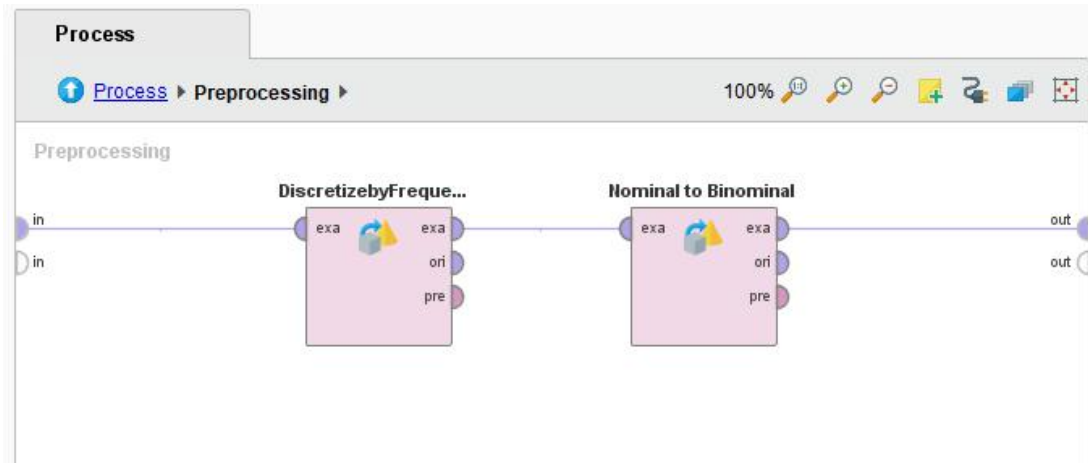 Process
Process Preprocessing
100%
Preprocessing
DiscretizebyFreque...
Nominal to Binominal
in
exa
exa
exa
exa
out
in
ori
ori
out
pre
pre